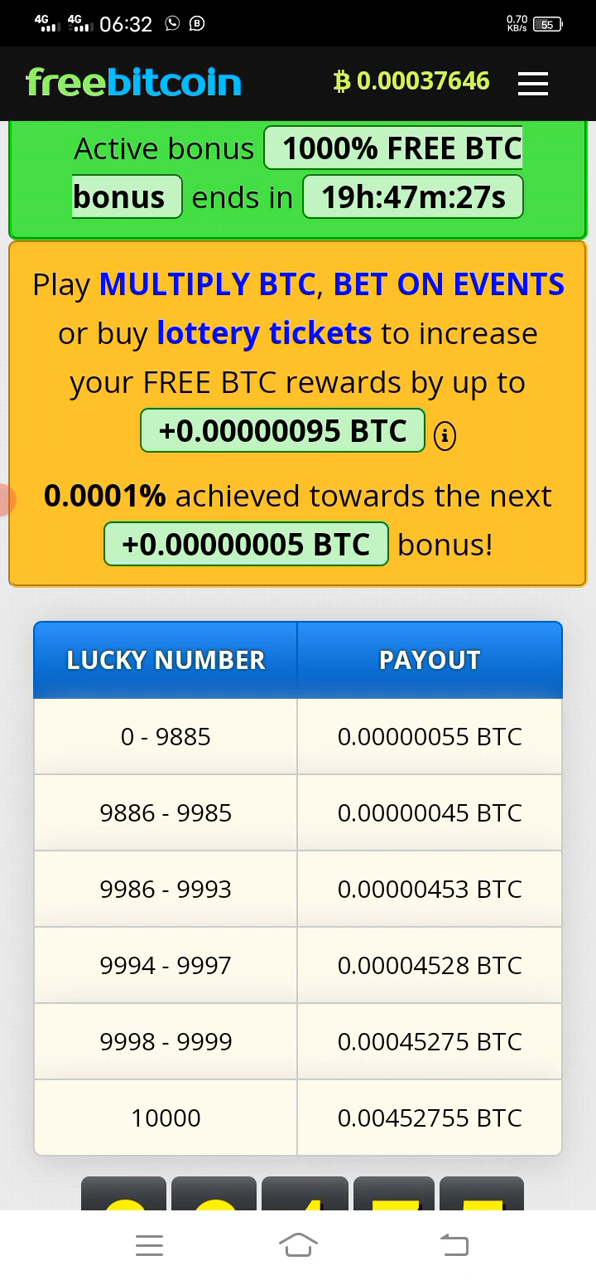 4G 4G 06:32 0.70 KB/s 55
freebitcoin 0.00037646
Active bonus 1000% FREE BTC
bonus ends in 19h:47m:27s
Play MULTIPLY BTC, BET ON EVENTS
or buy lottery tickets to increase
your FREE BTC rewards by up to
+0.00000095 BTC
0.0001% achieved towards the next
+0.00000005 BTC bonus!
LUCKY NUMBER PAYOUT
0 - 9885 0.00000055 BTC
9886 - 9985 0.00000045 BTC
9986 - 9993 0.00000453 BTC
9994 - 9997 0.00004528 BTC
9998 - 9999 0.00045275 BTC
10000 0.00452755 BTC